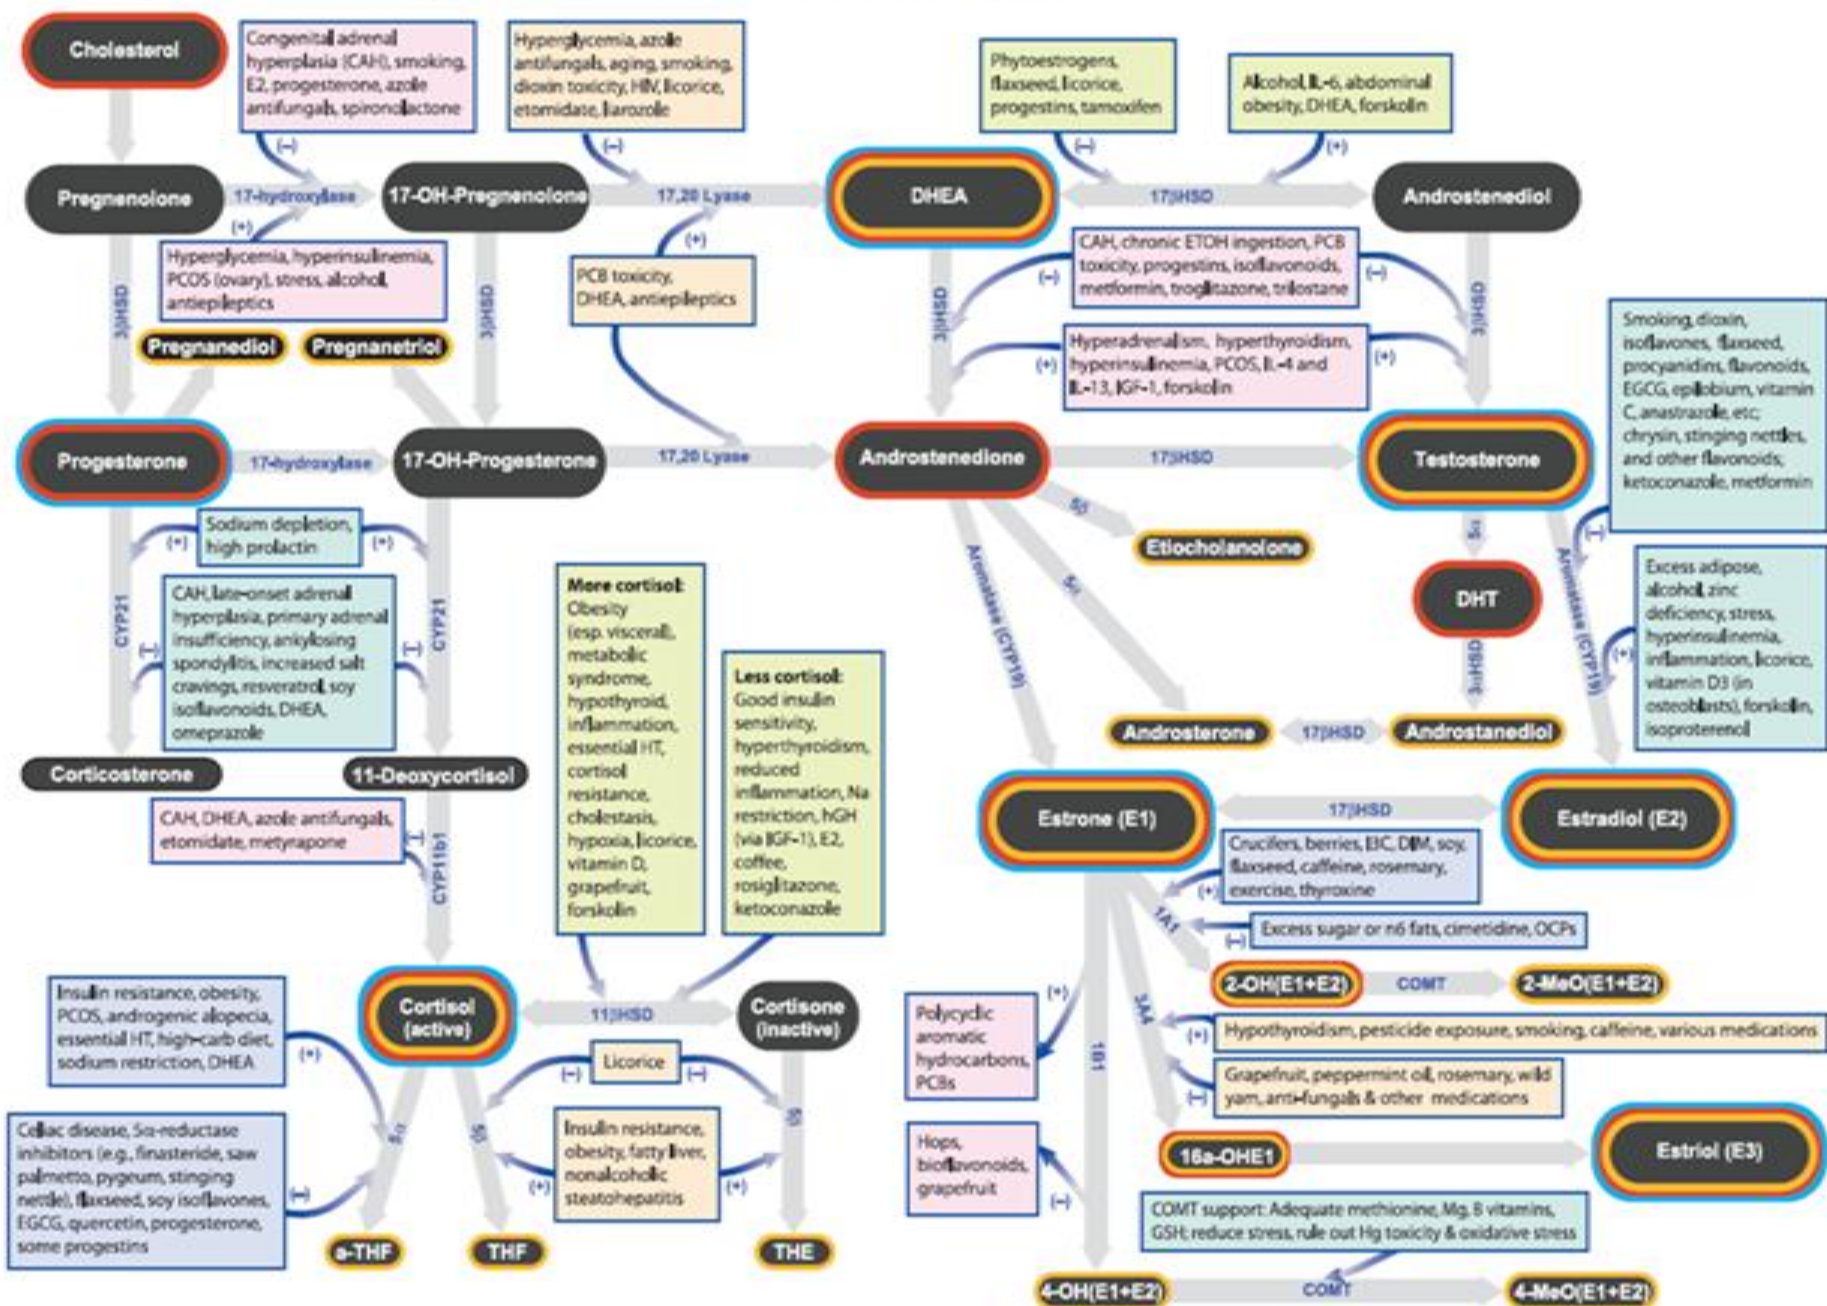 Cholesterol
Congenital adrenal
hyperplasia (CAH), smoking,
E2, progesterone, azole
antifungals, spironolactone
Hyperglycemia, azole
antifungals, aging, smoking,
dioxin toxicity, HIV, licorice,
etomidate, liarozole
Phytoestrogens,
flaxseed, licorice,
progestins, tamoxifen
Alcohol, IL-6, abdominal
obesity, DHEA, forskolin
(-)
(-)
(-)
(+)
Pregnenolone
17-hydroxylase
17-OH-Pregnenolone
17,20 Lyase
DHEA
17βHSD
Androstenediol
(+)
Hyperglycemia, hyperinsulinemia,
PCOS (ovary), stress, alcohol,
antiepileptics
(+)
PCB toxicity,
DHEA, antiepileptics
CAH, chronic ETOH ingestion, PCB
toxicity, progestins, isoflavonoids,
metformin, troglitazone, trilostane
(-)
(-)
3βHSD
3βHSD
3βHSD
3βHSD
Hyperadrenalism, hyperthyroidism,
hyperinsulinemia, PCOS, IL-4 and
IL-13, IGF-1, forskolin
(+)
(+)
Smoking, dioxin,
isoflavones, flaxseed,
procyanidins, flavonoids,
EGCG, epilobium, vitamin
C, anastrazole, etc;
chrysin, stinging nettles,
and other flavonoids;
ketoconazole, metformin
(-)
Pregnanediol
Pregnanetriol
Progesterone
17-hydroxylase
17-OH-Progesterone
17,20 Lyase
Androstenedione
17βHSD
Testosterone
Sodium depletion,
high prolactin
(+)
(+)
5β
Etiocholanolone
5α
5α
Aromatase (CYP19)
Aromatase (CYP19)
CAH, late-onset adrenal
hyperplasia, primary adrenal
insufficiency, ankylosing
spondylitis, increased salt
cravings, resveratrol, soy
isoflavonoids, DHEA,
omeprazole
(-)
(-)
CYP21
CYP21
More cortisol:
Obesity
(esp. visceral),
metabolic
syndrome,
hypothyroid,
inflammation,
essential HT,
cortisol
resistance,
cholestasis,
hypoxia, licorice,
vitamin D,
grapefruit,
forskolin
Less cortisol:
Good insulin
sensitivity,
hyperthyroidism,
reduced
inflammation, Na
restriction, hGH
(via IGF-1), E2,
coffee,
rosiglitazone,
ketoconazole
DHT
3αHSD
Excess adipose,
alcohol, zinc
deficiency, stress,
hyperinsulinemia,
inflammation, licorice,
vitamin D3 (in
osteoblasts), forskolin,
isoproterenol
(+)
Androsterone
17βHSD
Androstanediol
Corticosterone
11-Deoxycortisol
CAH, DHEA, azole antifungals,
etomidate, metyrapone
(-)
CYP11b1
Estrone (E1)
17βHSD
Estradiol (E2)
Crucifers, berries, I3C, DIM, soy,
flaxseed, caffeine, rosemary,
exercise, thyroxine
(+)
1A1
Excess sugar or n6 fats, cimetidine, OCPs
(-)
2-OH(E1+E2)
COMT
2-MeO(E1+E2)
Insulin resistance, obesity,
PCOS, androgenic alopecia,
essential HT, high-carb diet,
sodium restriction, DHEA
(+)
Cortisol
(active)
11βHSD
Cortisone
(inactive)
Licorice
(-)
(-)
Polycyclic
aromatic
hydrocarbons,
PCBs
(+)
1B1
3A4
Hypothyroidism, pesticide exposure, smoking, caffeine, various medications
(+)
Grapefruit, peppermint oil, rosemary, wild
yam, anti-fungals & other medications
(-)
Celiac disease, 5α-reductase
inhibitors (e.g., finasteride, saw
palmetto, pygeum, stinging
nettle), flaxseed, soy isoflavones,
EGCG, quercetin, progesterone,
some progestins
(-)
5α
5β
5β
Insulin resistance,
obesity, fatty liver,
nonalcoholic
steatohepatitis
(+)
(+)
Hops,
bioflavonoids,
grapefruit
(-)
16a-OHE1
Estriol (E3)
COMT support: Adequate methionine, Mg, B vitamins,
GSH; reduce stress, rule out Hg toxicity & oxidative stress
a-THF
THF
THE
4-OH(E1+E2)
COMT
4-MeO(E1+E2)